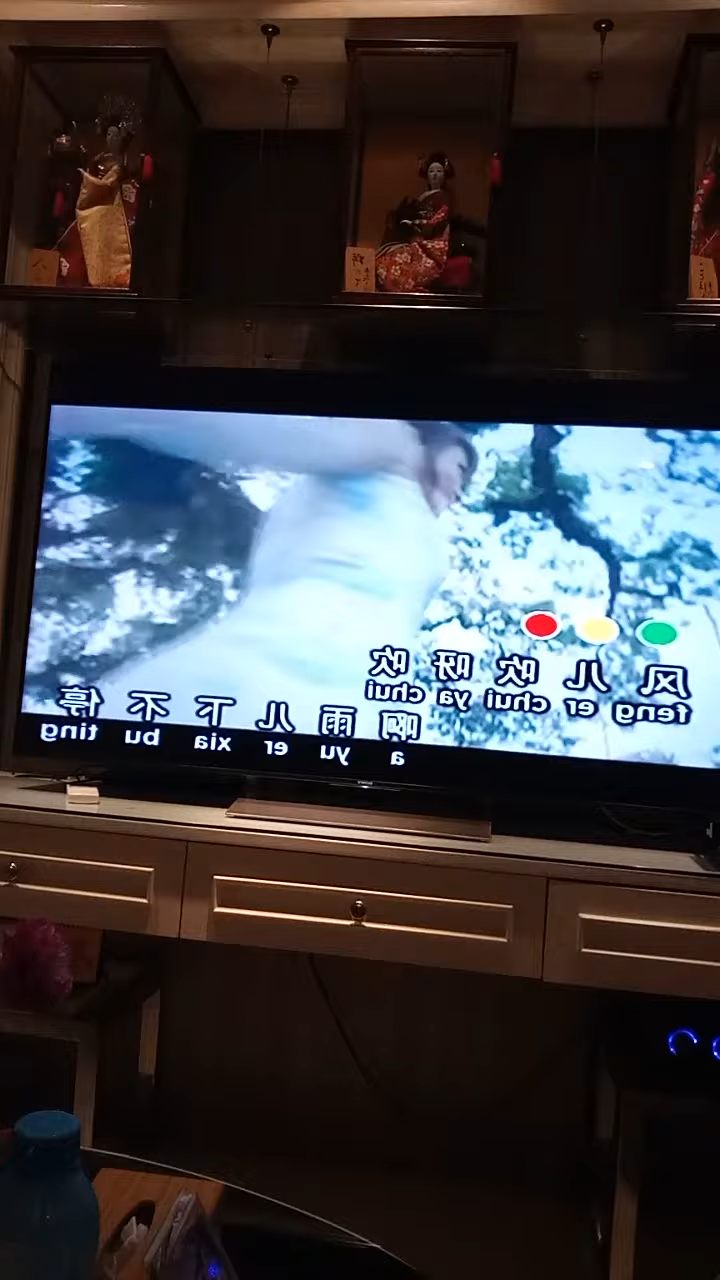 风 儿 吹 呀 吹
feng er chui ya chui
啊 雨 儿 下 不 停
a yu er xia bu ting